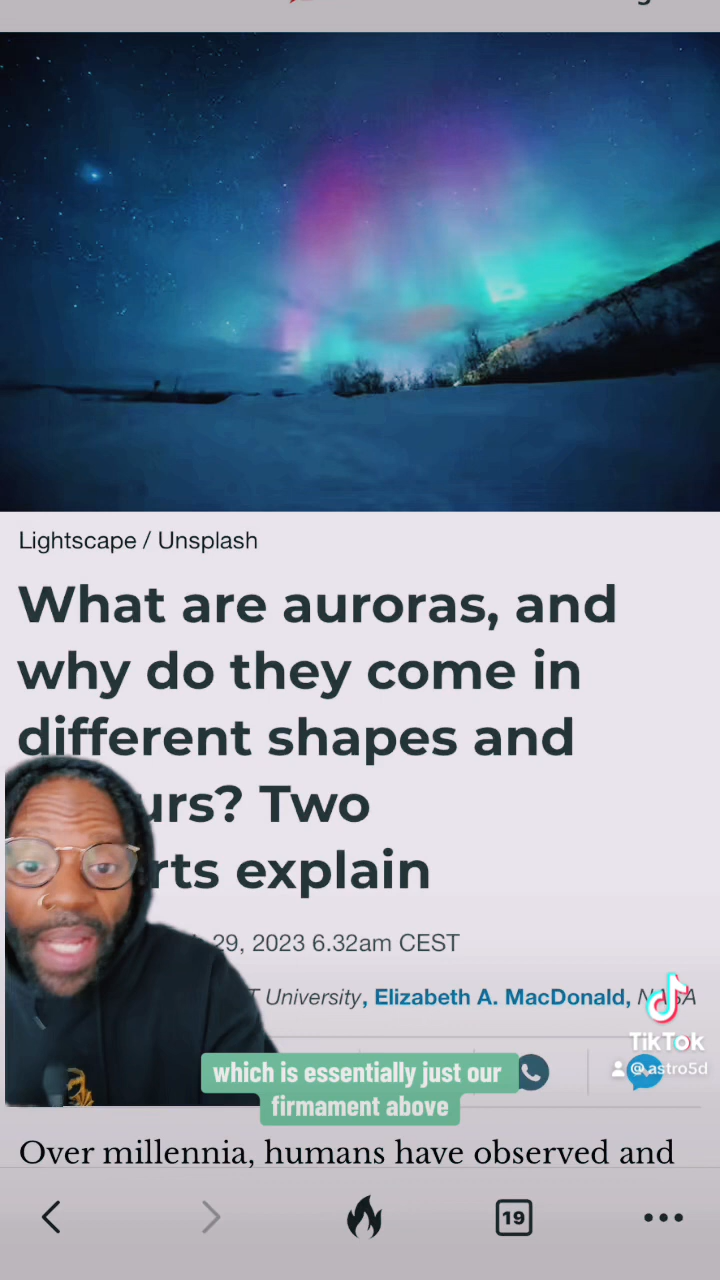 Lightscape / Unsplash
What are auroras, and
why do they come in
different shapes and
urs? Two
rts explain
29, 2023 6.32am CEST
T University, Elizabeth A. MacDonald, NASA
TikTok
@astro5d
which is essentially just our
firmament above
Over millennia, humans have observed and
19